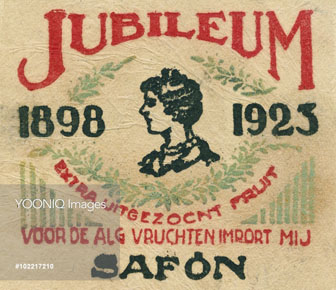 JUBILEUM
1898 1923
EXTRA UITGEZOCHT FRUIT
VOOR DE ALG VRUCHTEN IMPORT MIJ
SAFÓN
YOONIQ Images
#102217210